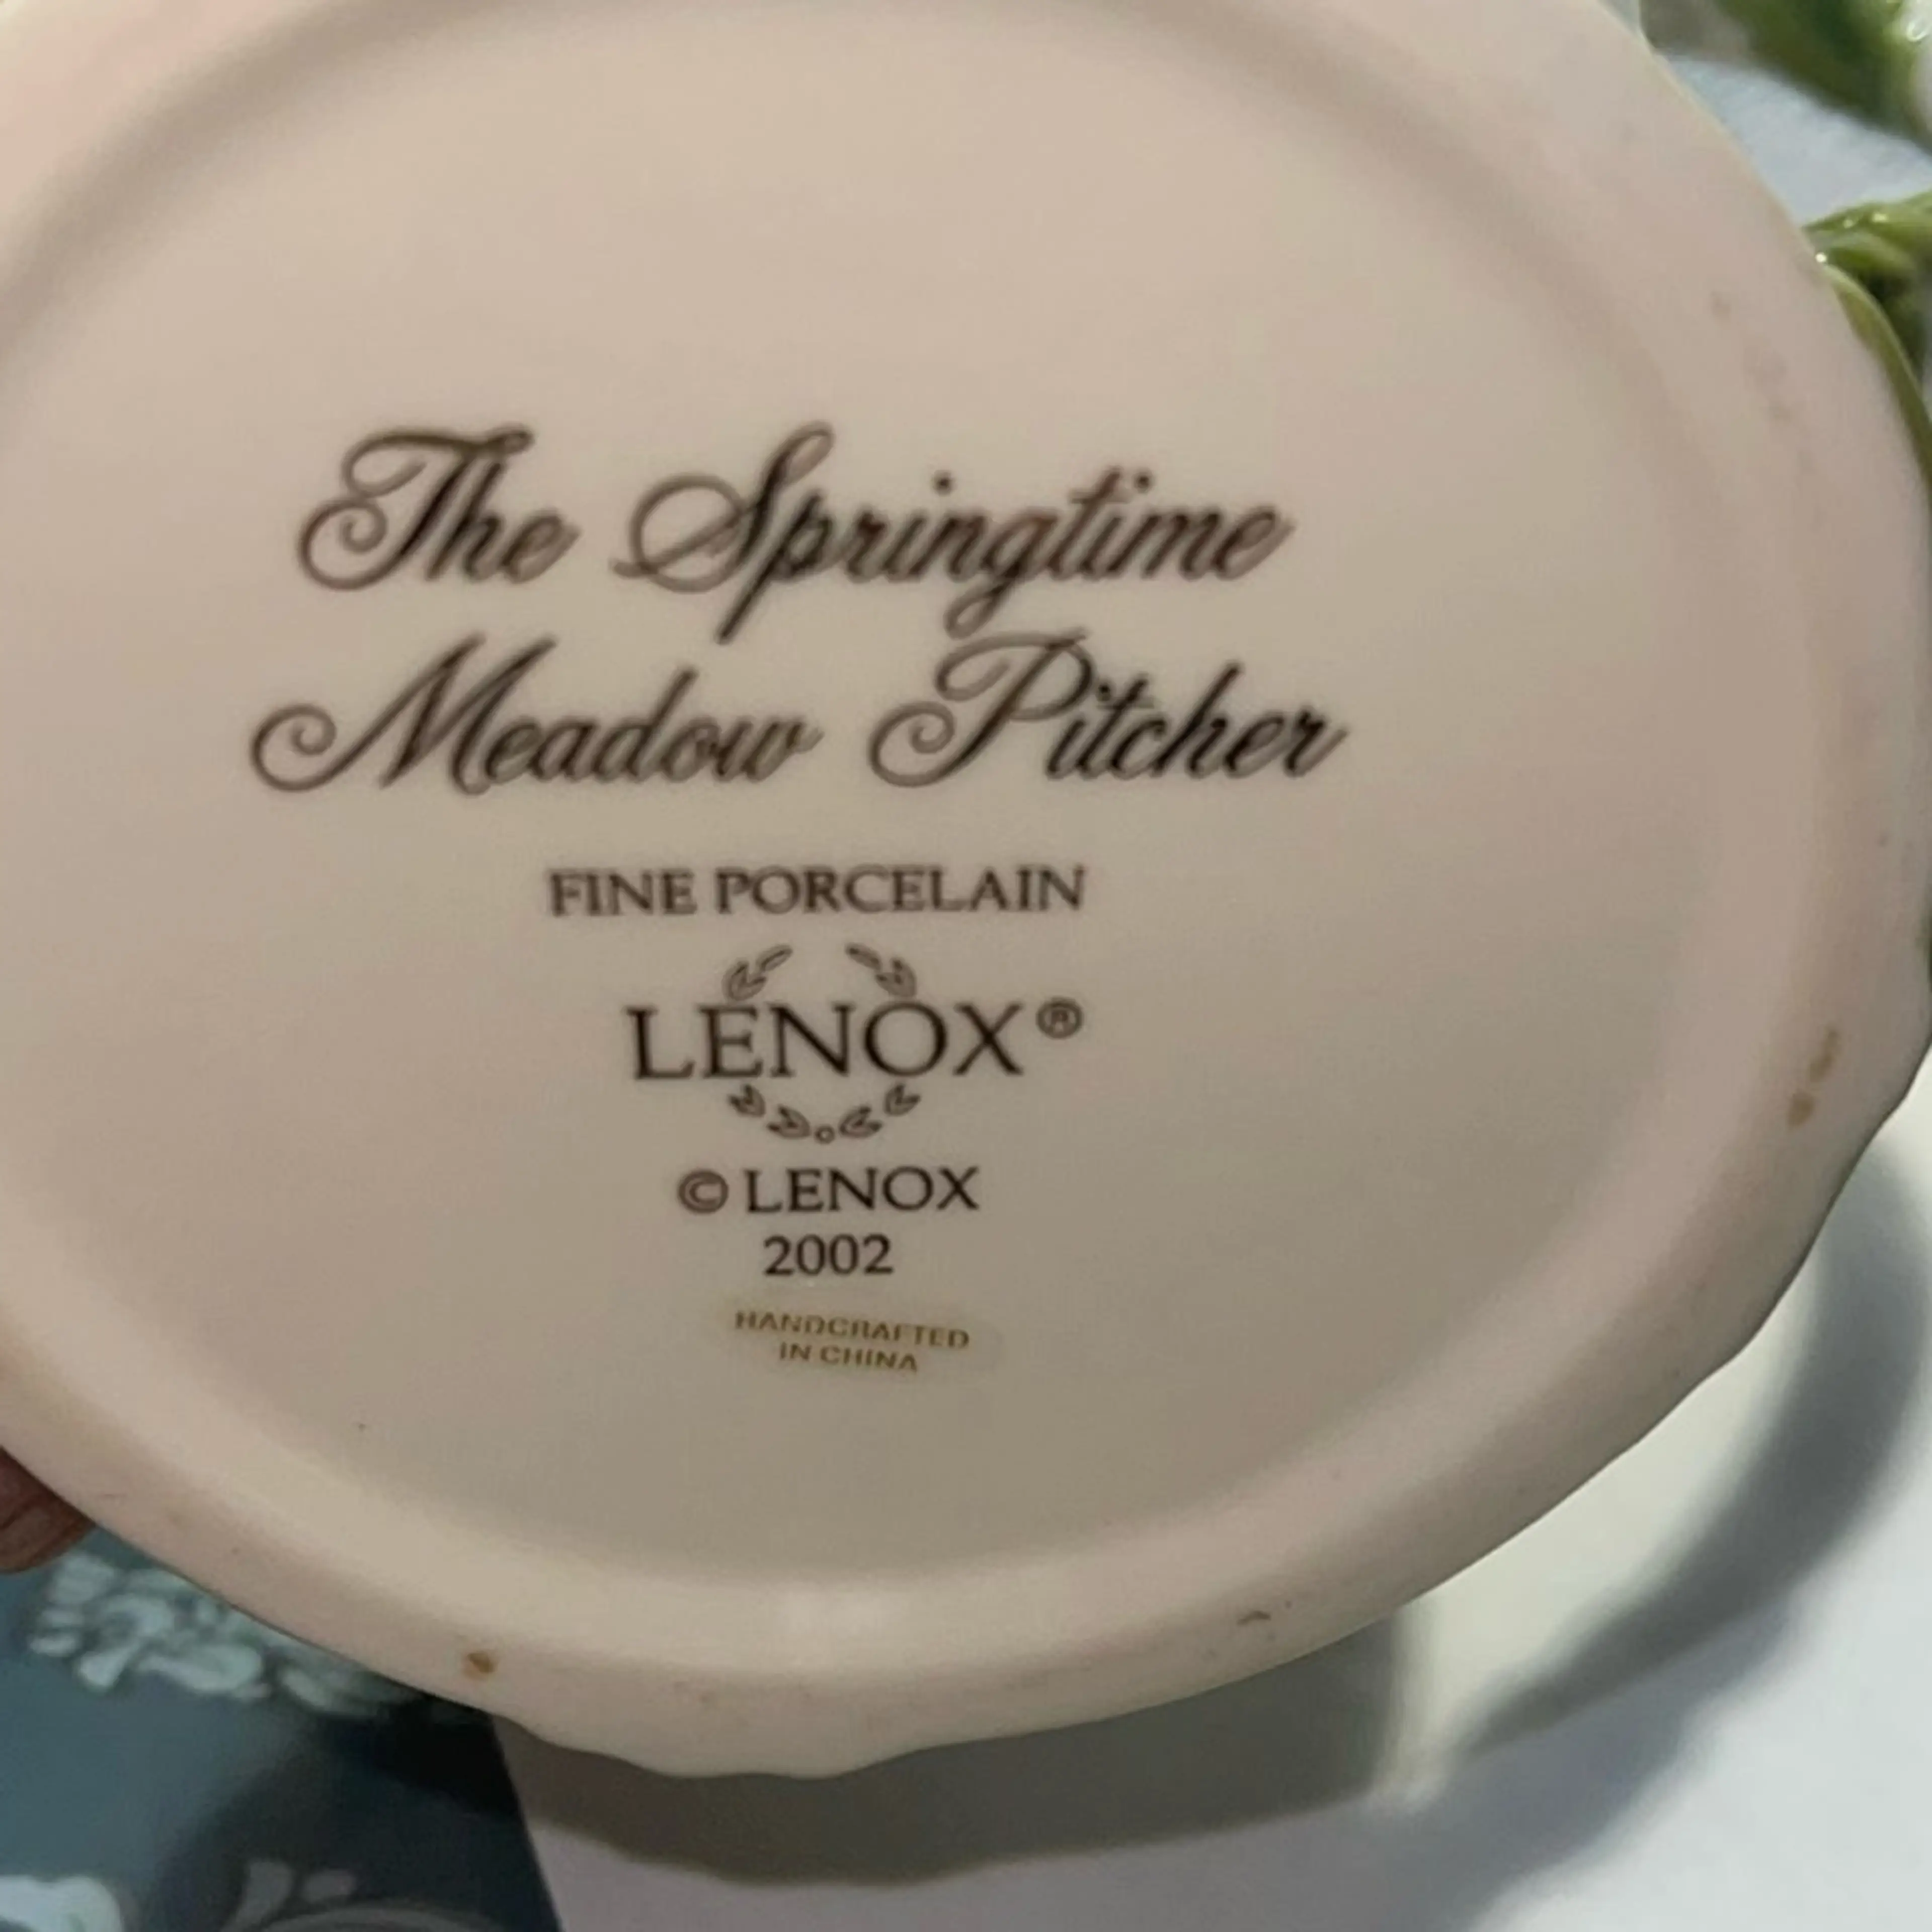 The Springtime
Meadow Pitcher
FINE PORCELAIN
LENOX®
© LENOX
2002
HANDCRAFTED
IN CHINA